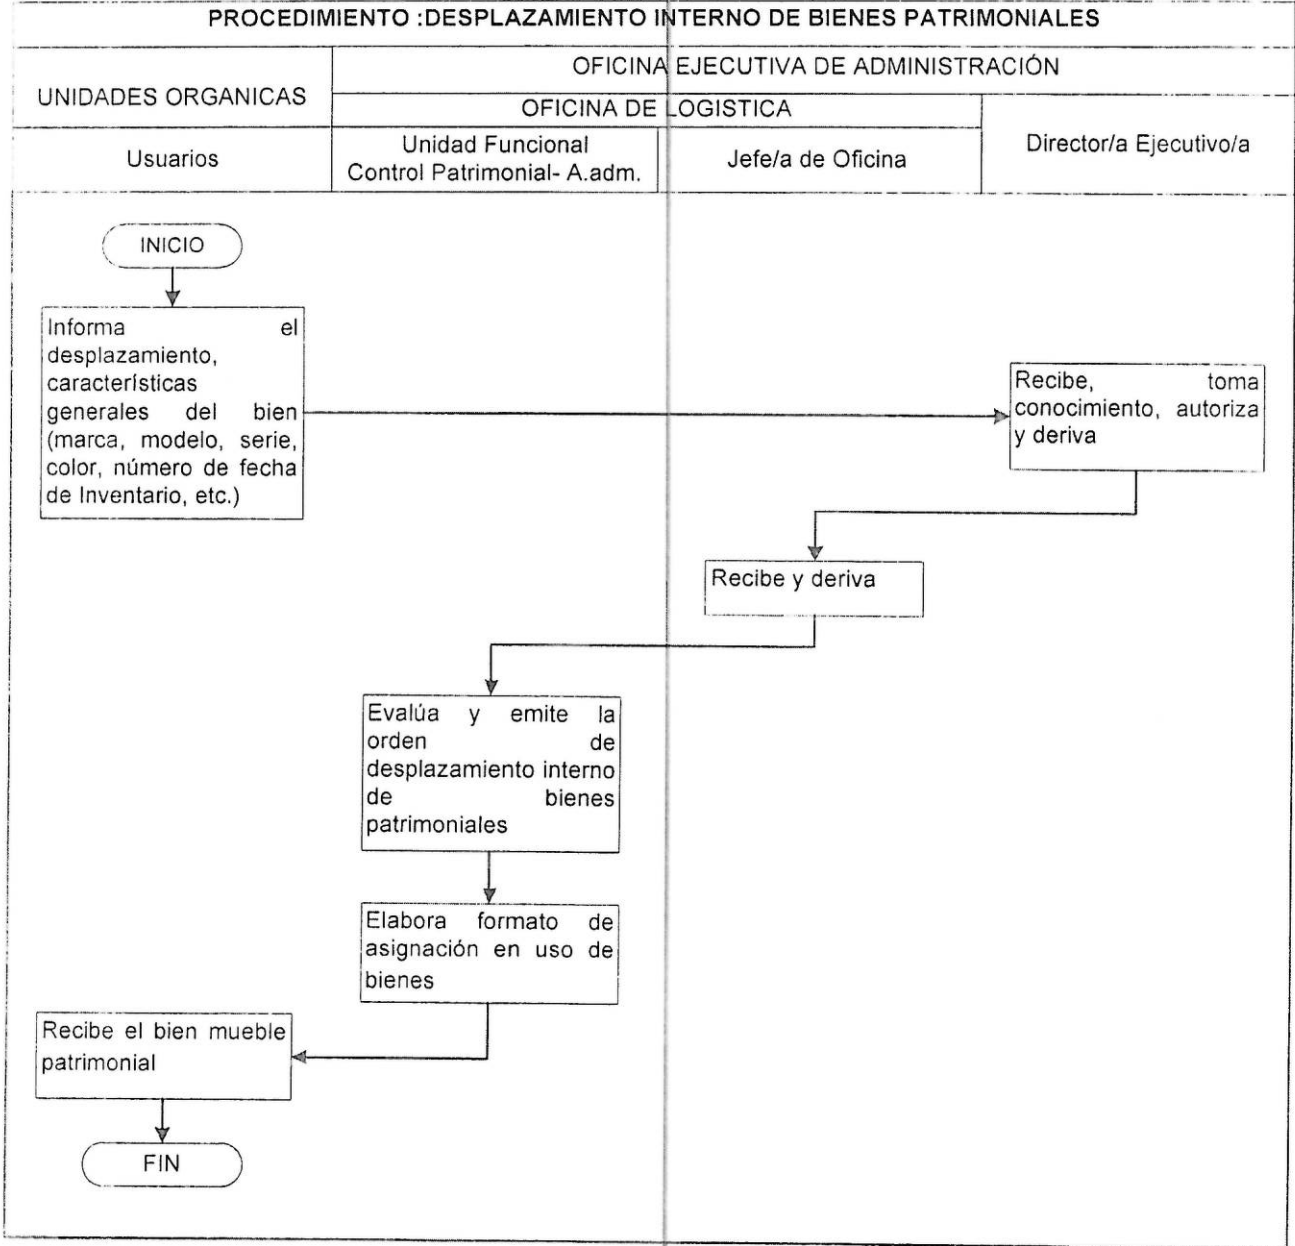 PROCEDIMIENTO :DESPLAZAMIENTO INTERNO DE BIENES PATRIMONIALES
UNIDADES ORGANICAS
OFICINA EJECUTIVA DE ADMINISTRACIÓN
OFICINA DE LOGISTICA
Usuarios
Unidad Funcional
Control Patrimonial- A.adm.
Jefe/a de Oficina
Director/a Ejecutivo/a
INICIO
Informa el
desplazamiento,
características
generales del bien
(marca, modelo, serie,
color, número de fecha
de Inventario, etc.)
Recibe, toma
conocimiento, autoriza
y deriva
Recibe y deriva
Evalúa y emite la
orden de
desplazamiento interno
de bienes
patrimoniales
Elabora formato de
asignación en uso de
bienes
Recibe el bien mueble
patrimonial
FIN